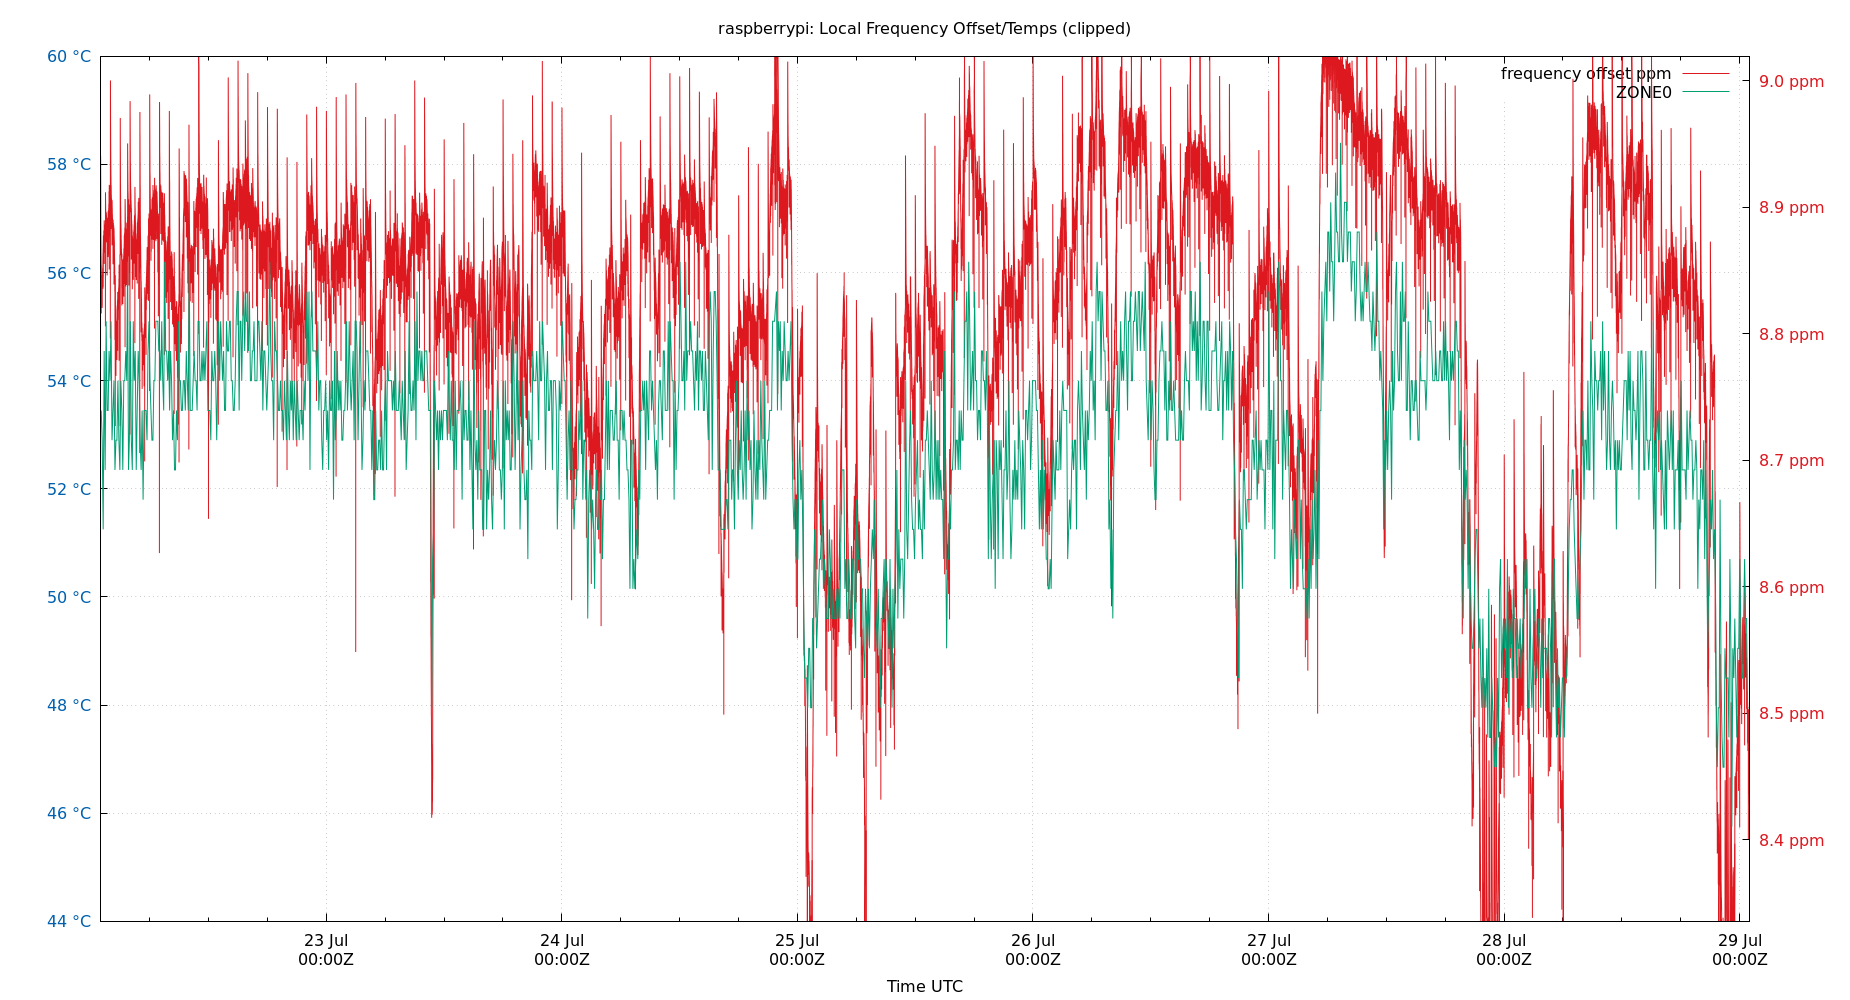 raspberrypi: Local Frequency Offset/Temps (clipped)
60 °C
58 °C
56 °C
54 °C
52 °C
50 °C
48 °C
46 °C
44 °C
frequency offset ppm
ZONE0
9.0 ppm
8.9 ppm
8.8 ppm
8.7 ppm
8.6 ppm
8.5 ppm
8.4 ppm
23 Jul
00:00Z
24 Jul
00:00Z
25 Jul
00:00Z
26 Jul
00:00Z
27 Jul
00:00Z
28 Jul
00:00Z
29 Jul
00:00Z
Time UTC